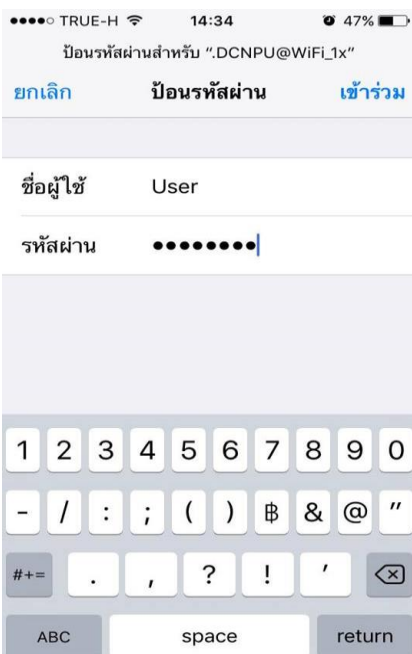 TRUE-H 14:34 47%
ป้อนรหัสผ่านสำหรับ “.DCNPU@WiFi_1x”
ยกเลิก ป้อนรหัสผ่าน เข้าร่วม
ชื่อผู้ใช้ User
รหัสผ่าน ••••••••
1 2 3 4 5 6 7 8 9 0
- / : ; ( ) ฿ & @ "
#+= . , ? ! '
ABC space return